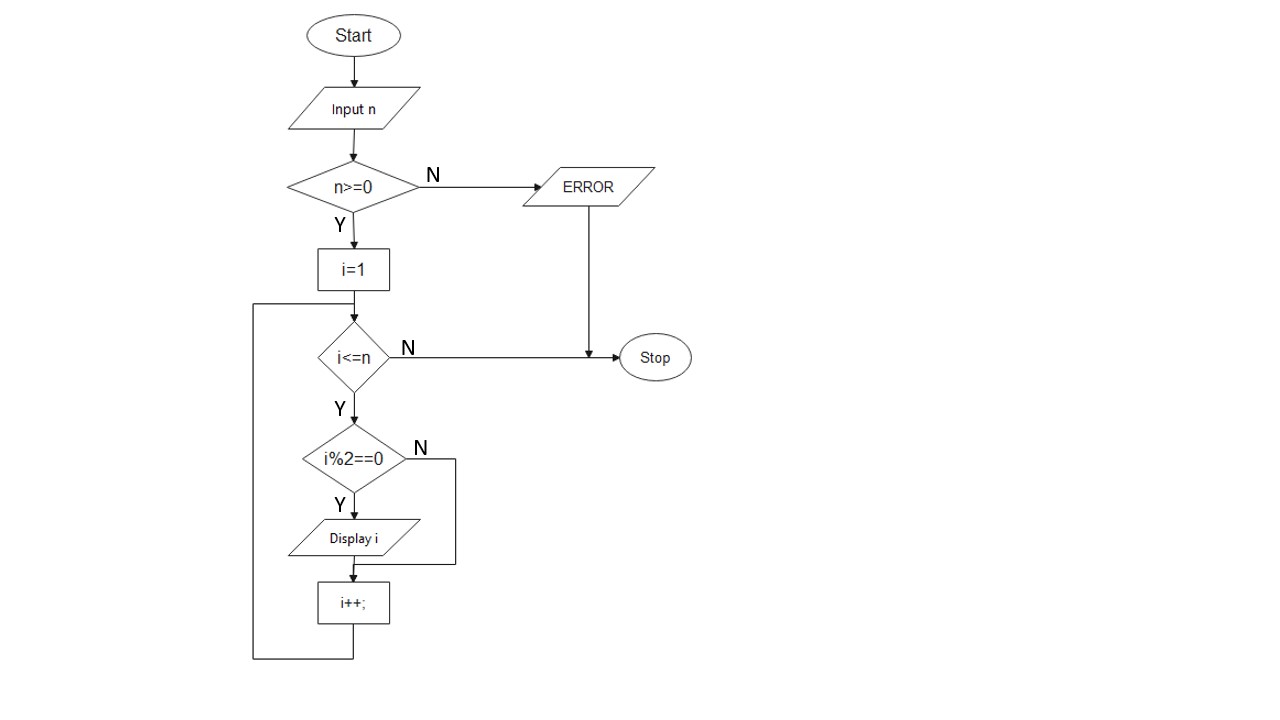 Start
Input n
n>=0
N
ERROR
Y
i=1
i<=n
N
Stop
Y
i%2==0
N
Y
Display i
i++;